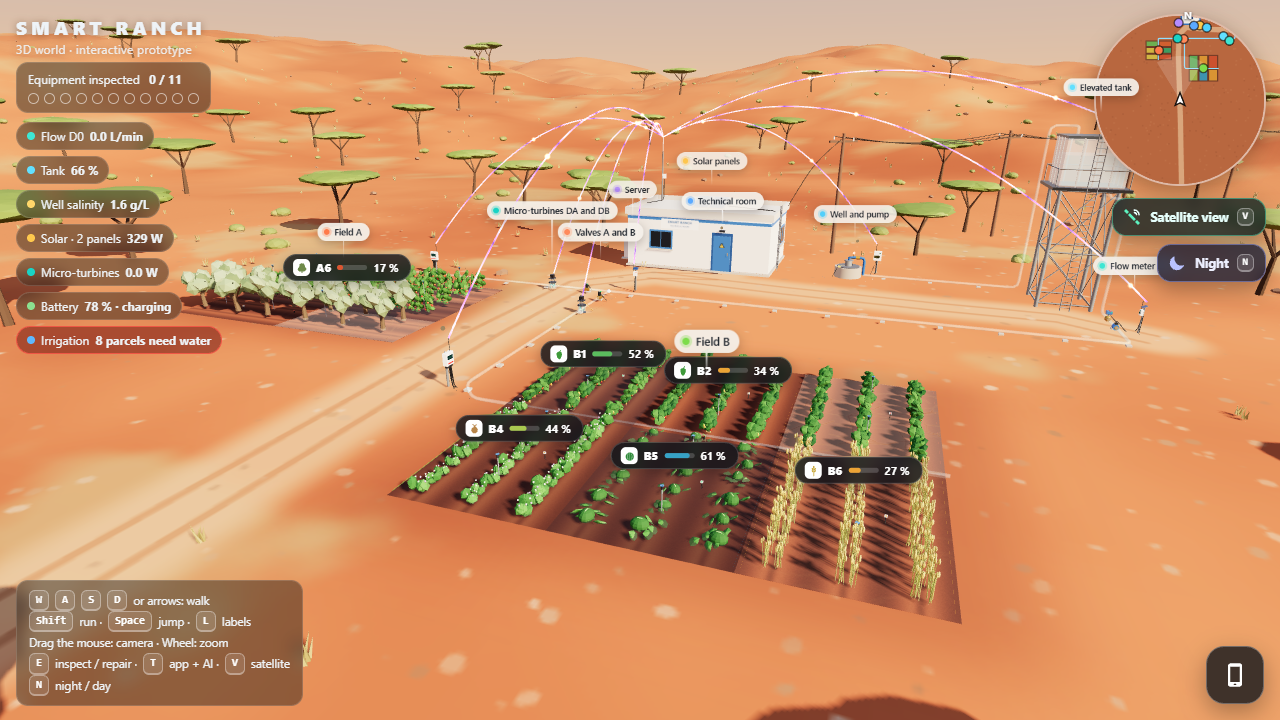 SMART RANCH
3D world · interactive prototype
Equipment inspected 0 / 11
Flow D0 0.0 L/min
Tank 66 %
Well salinity 1.6 g/L
Solar · 2 panels 329 W
Micro-turbines 0.0 W
Battery 78 % · charging
Irrigation 8 parcels need water
N
Elevated tank
Solar panels
Server
Technical room
Micro-turbines DA and DB
Valves A and B
Well and pump
Field A
A6 17 %
Flow meter
Satellite view V
Night N
Field B
B1 52 %
B2 34 %
B4 44 %
B5 61 %
B6 27 %
W A S D or arrows: walk
Shift run · Space jump · L labels
Drag the mouse: camera · Wheel: zoom
E inspect / repair · T app + AI · V satellite
N night / day